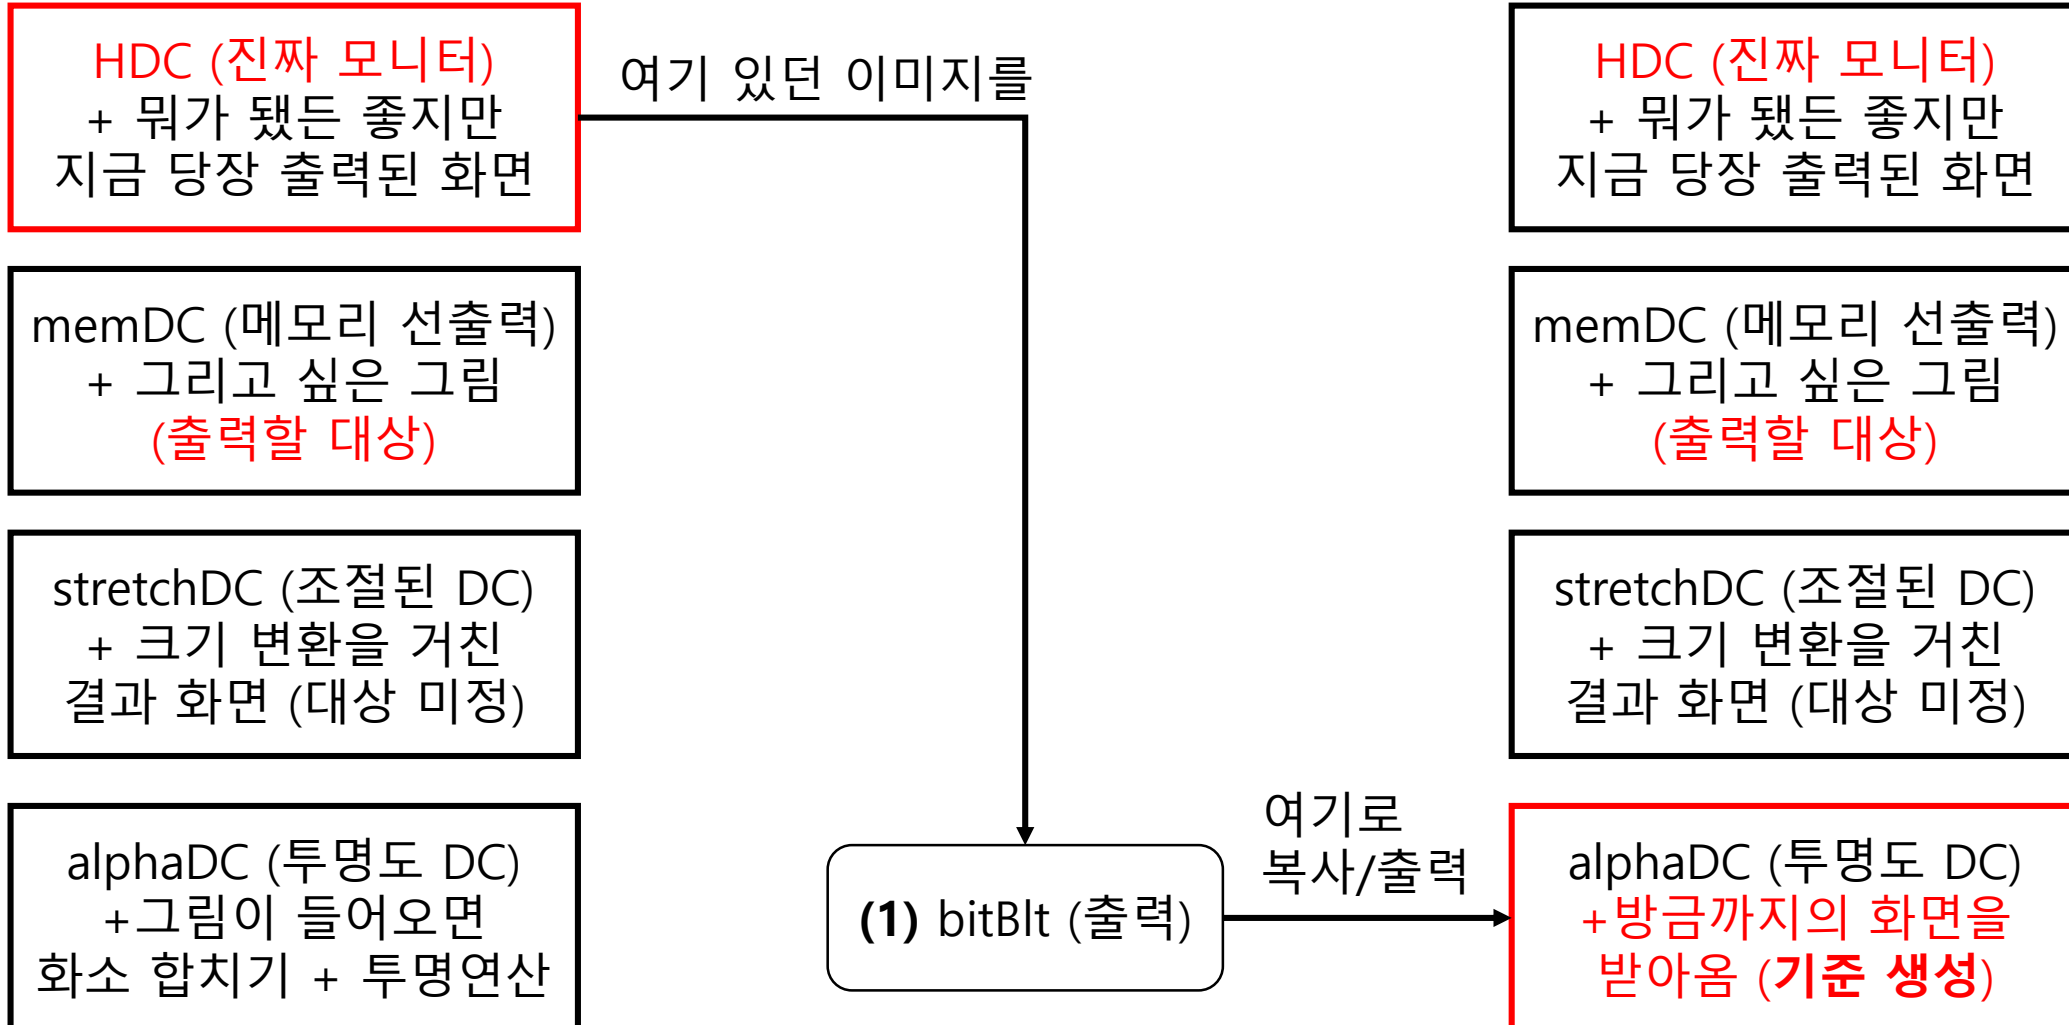 HDC (진짜 모니터)
+ 뭐가 됐든 좋지만
지금 당장 출력된 화면
memDC (메모리 선출력)
+ 그리고 싶은 그림
(출력할 대상)
stretchDC (조절된 DC)
+ 크기 변환을 거친
결과 화면 (대상 미정)
alphaDC (투명도 DC)
+그림이 들어오면
화소 합치기 + 투명연산
여기 있던 이미지를
(1) bitBlt (출력)
여기로
복사/출력
HDC (진짜 모니터)
+ 뭐가 됐든 좋지만
지금 당장 출력된 화면
memDC (메모리 선출력)
+ 그리고 싶은 그림
(출력할 대상)
stretchDC (조절된 DC)
+ 크기 변환을 거친
결과 화면 (대상 미정)
alphaDC (투명도 DC)
+방금까지의 화면을
받아옴 (기준 생성)